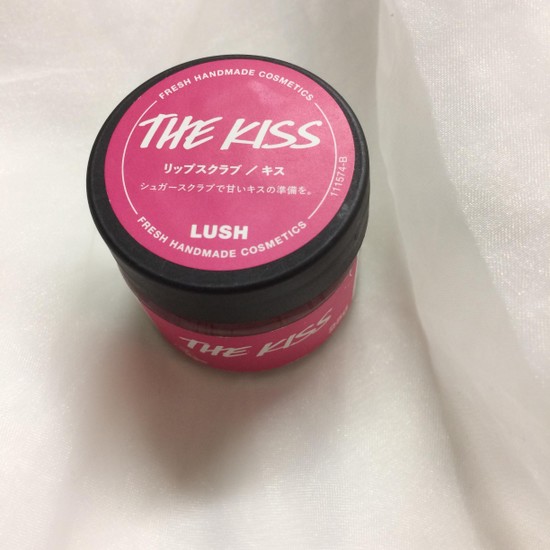 FRESH HANDMADE COSMETICS
THE KISS
リップスクラブ / キス
シュガースクラブで甘いキスの準備を。
111574-B
LUSH
FRESH HANDMADE COSMETICS
THE KISS